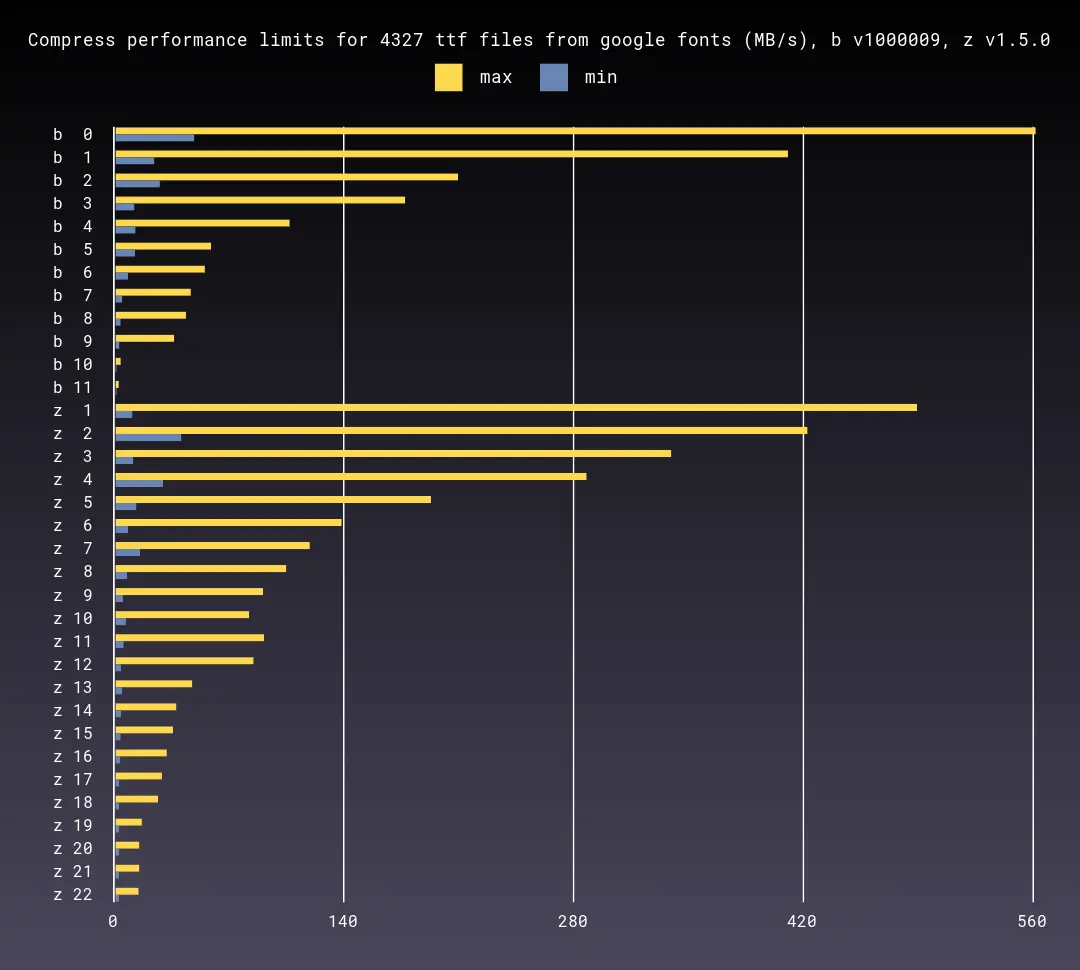 Compress performance limits for 4327 ttf files from google fonts (MB/s), b v1000009, z v1.5.0
max min
b 0
b 1
b 2
b 3
b 4
b 5
b 6
b 7
b 8
b 9
b 10
b 11
z 1
z 2
z 3
z 4
z 5
z 6
z 7
z 8
z 9
z 10
z 11
z 12
z 13
z 14
z 15
z 16
z 17
z 18
z 19
z 20
z 21
z 22
0 140 280 420 560